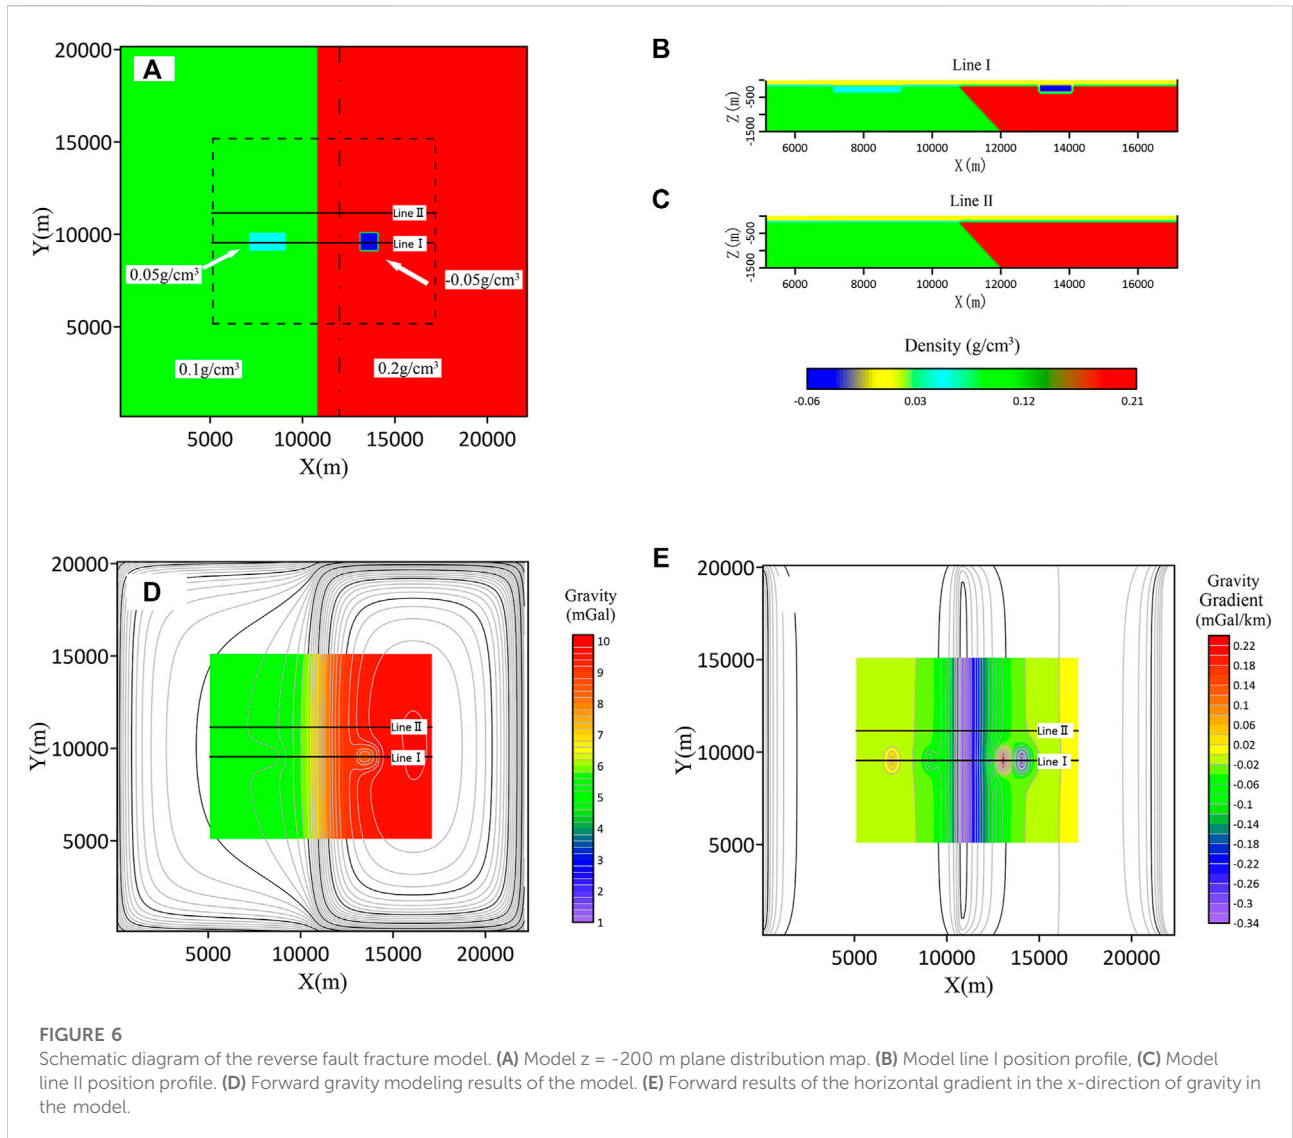 A
20000
15000
10000
5000
Y(m)
Line Ⅱ
Line Ⅰ
0.05g/cm³
-0.05g/cm³
0.1g/cm³
0.2g/cm³
5000 10000 15000 20000
X(m)
B
Line I
Z(m)
-500
-1500
6000 8000 10000 12000 14000 16000
X(m)
C
Line II
Z(m)
-500
-1500
6000 8000 10000 12000 14000 16000
X(m)
Density (g/cm³)
-0.06 0.03 0.12 0.21
D
20000
15000
10000
5000
Y(m)
Line Ⅱ
Line Ⅰ
5000 10000 15000 20000
X(m)
Gravity
(mGal)
10
9
8
7
6
5
4
3
2
1
E
20000
15000
10000
5000
Y(m)
Line Ⅱ
Line Ⅰ
5000 10000 15000 20000
X(m)
Gravity
Gradient
(mGal/km)
0.22
0.18
0.14
0.1
0.06
0.02
-0.02
-0.06
-0.1
-0.14
-0.18
-0.22
-0.26
-0.3
-0.34
FIGURE 6
Schematic diagram of the reverse fault fracture model. (A) Model z = -200 m plane distribution map. (B) Model line I position profile, (C) Model
line II position profile. (D) Forward gravity modeling results of the model. (E) Forward results of the horizontal gradient in the x-direction of gravity in
the model.